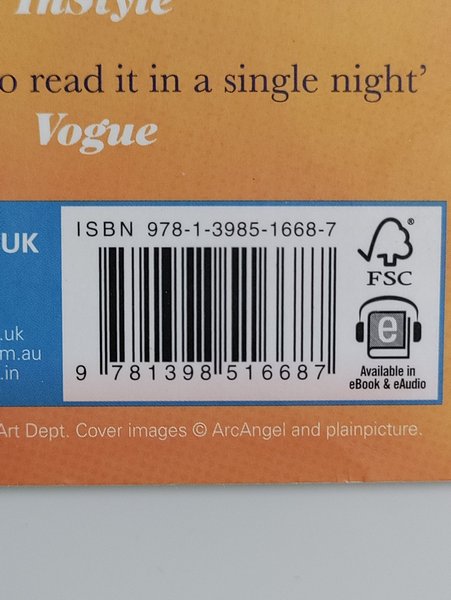 InStyle
o read it in a single night’
Vogue
UK
ISBN 978-1-3985-1668-7
®
FSC
e
.uk
m.au
.in
9 781398 516687
Available in
eBook & eAudio
Art Dept. Cover images © ArcAngel and plainpicture.